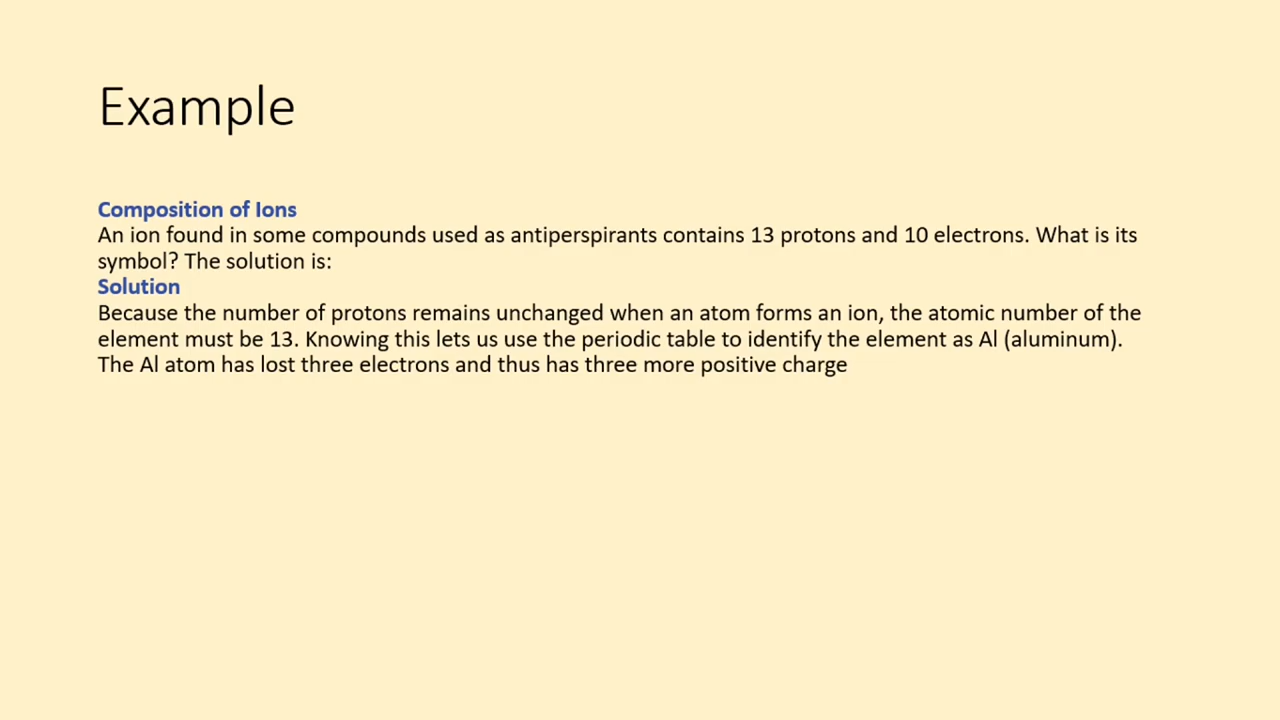 Example
Composition of Ions
An ion found in some compounds used as antiperspirants contains 13 protons and 10 electrons. What is its
symbol? The solution is:
Solution
Because the number of protons remains unchanged when an atom forms an ion, the atomic number of the
element must be 13. Knowing this lets us use the periodic table to identify the element as Al (aluminum).
The Al atom has lost three electrons and thus has three more positive charge